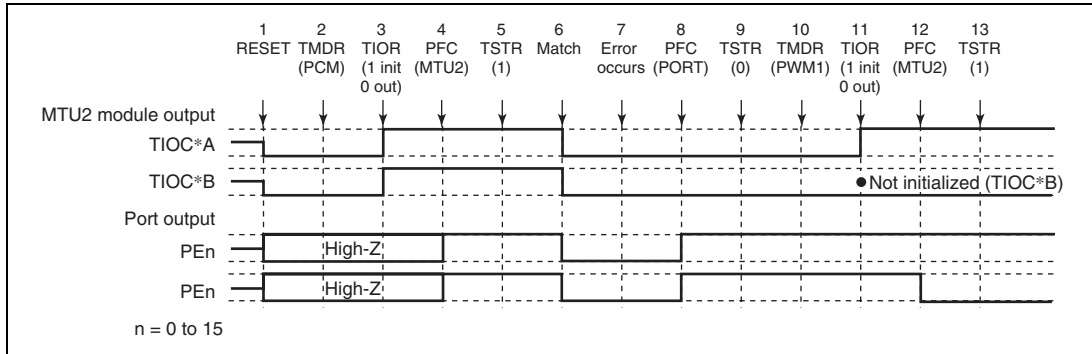 1 2 3 4 5 6 7 8 9 10 11 12 13
RESET TMDR TIOR PFC TSTR Match Error PFC TSTR TMDR TIOR PFC TSTR
(PCM) (1 init (MTU2) (1) occurs (PORT) (0) (PWM1) (1 init (MTU2) (1)
0 out) 0 out)
MTU2 module output
TIOC*A
TIOC*B
● Not initialized (TIOC*B)
Port output
PEn
High-Z
PEn
High-Z
n = 0 to 15